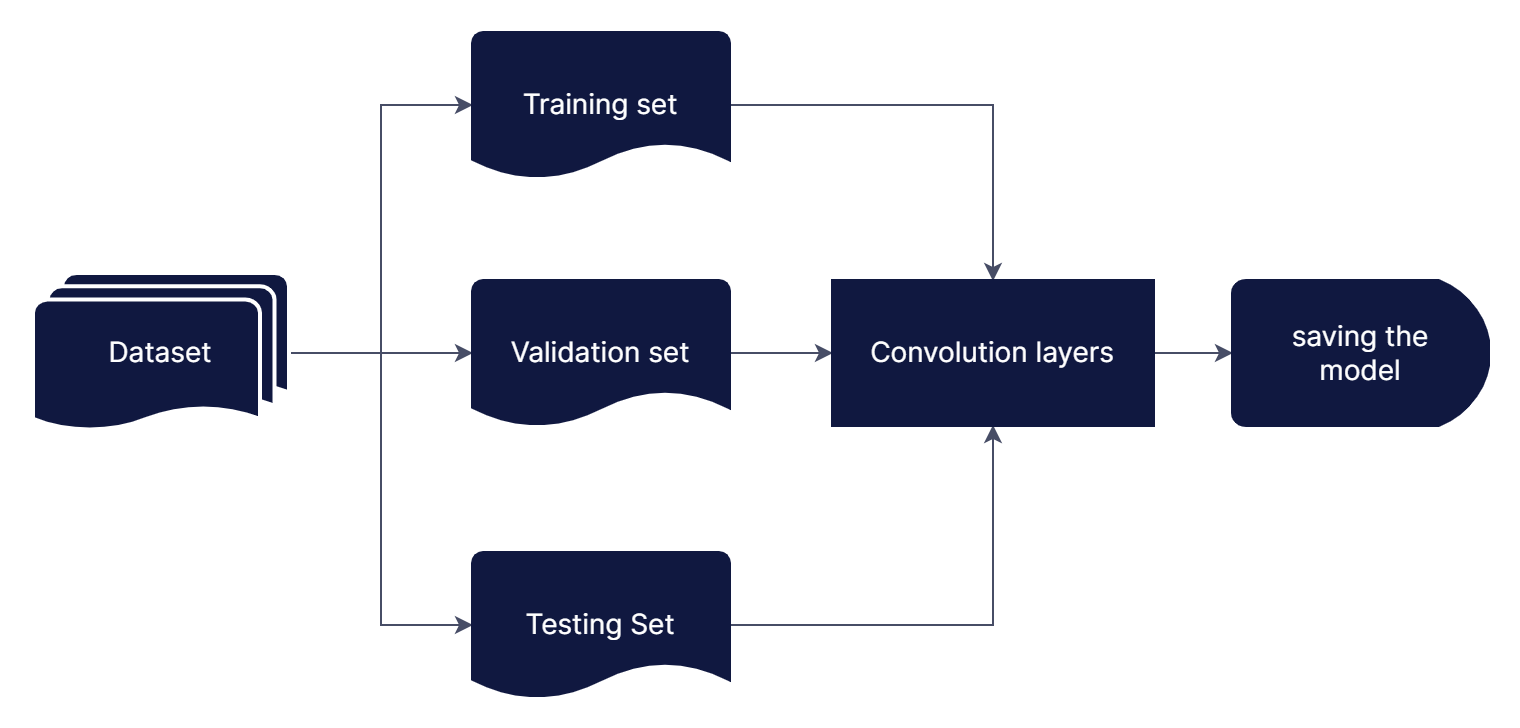 Training set
Dataset
Validation set
Convolution layers
saving the
model
Testing Set